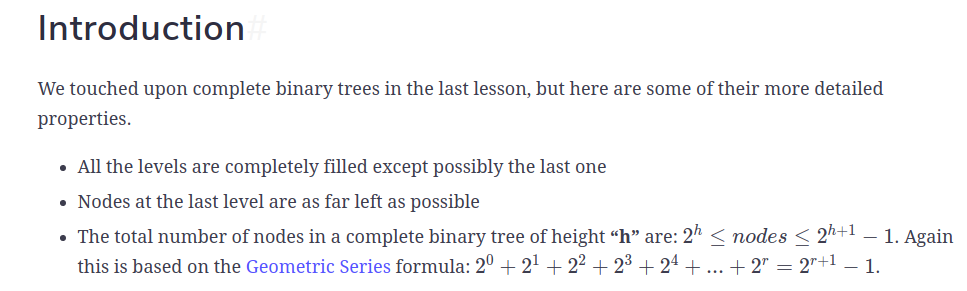 Introduction#
We touched upon complete binary trees in the last lesson, but here are some of their more detailed
properties.
• All the levels are completely filled except possibly the last one
• Nodes at the last level are as far left as possible
• The total number of nodes in a complete binary tree of height “h” are: 2^h ≤ nodes ≤ 2^{h+1} − 1. Again
this is based on the Geometric Series formula: 2^0 + 2^1 + 2^2 + 2^3 + 2^4 + ... + 2^r = 2^{r+1} − 1.